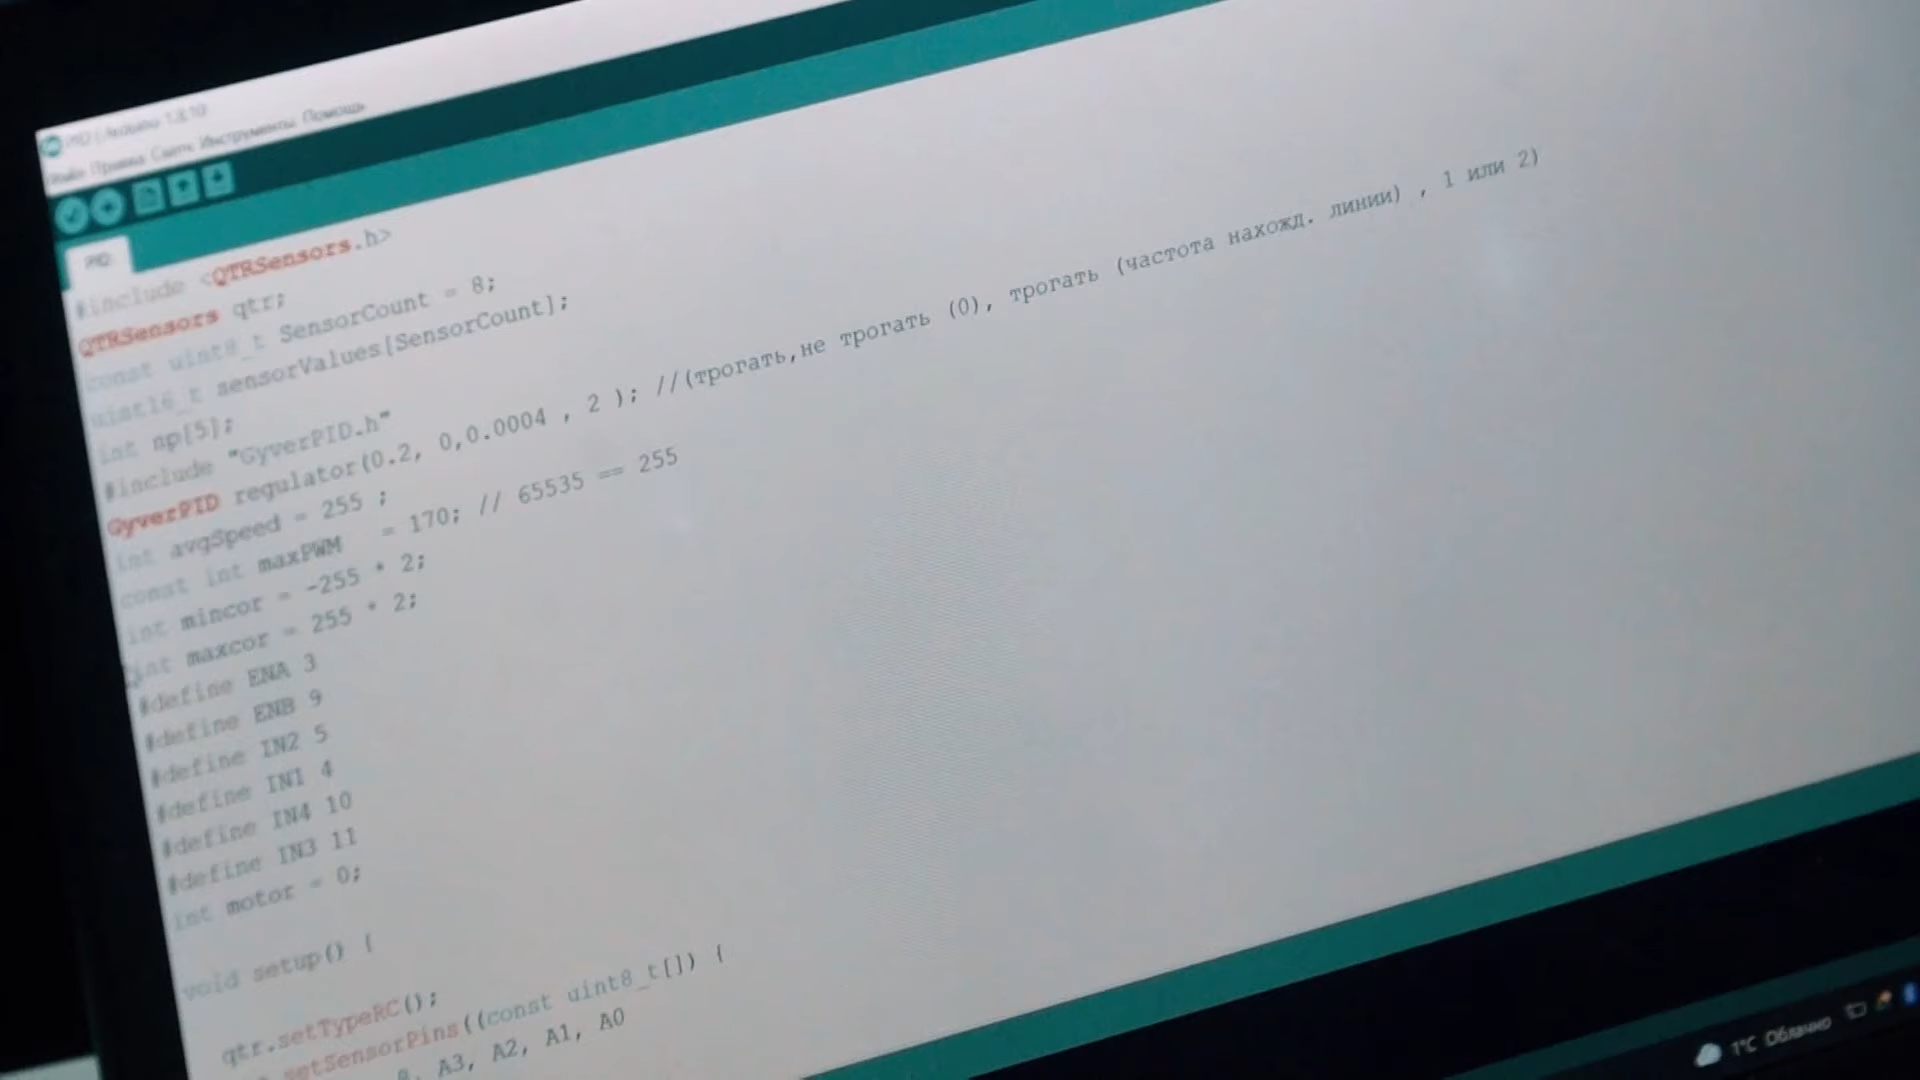 PID | Arduino 1.8.10
Файл Правка Скетч Инструменты Помощь
PID
#include <QTRSensors.h>
QTRSensors qtr;
const uint8_t SensorCount = 8;
uint16_t sensorValues[SensorCount];
int np[5];
#include "GyverPID.h"
GyverPID regulator(0.2, 0,0.0004 , 2 ); //(трогать,не трогать (0), трогать (частота нахожд. линии) , 1 или 2)
int avgSpeed = 255 ;
const int maxPWM = 170; // 65535 == 255
int mincor = -255 * 2;
int maxcor = 255 * 2;
#define ENA 3
#define ENB 9
#define IN2 5
#define IN1 4
#define IN4 10
#define IN3 11
int motor = 0;
void setup() {
qtr.setTypeRC();
setSensorPins((const uint8_t[]) {
A3, A2, A1, A0
1°C Облачно